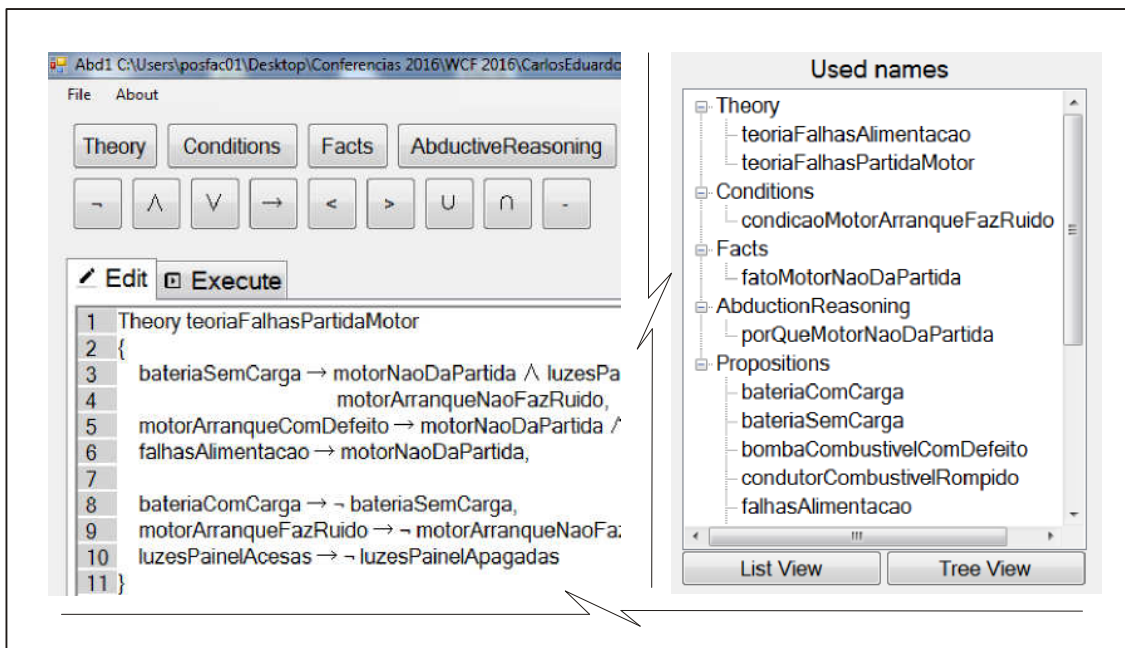 Abd1 C:\Users\posfac01\Desktop\Conferencias 2016\WCF 2016\CarlosEduardo
File About
Theory Conditions Facts AbductiveReasoning
¬ ∧ ∨ → < > ∪ ∩ -
Edit Execute
1 Theory teoriaFalhasPartidaMotor
2 {
3 bateriaSemCarga → motorNaoDaPartida ∧ luzesPa
4 motorArranqueNaoFazRuido,
5 motorArranqueComDefeito → motorNaoDaPartida ∧
6 falhasAlimentacao → motorNaoDaPartida,
7
8 bateriaComCarga → ¬ bateriaSemCarga,
9 motorArranqueFazRuido → ¬ motorArranqueNaoFaz
10 luzesPainelAcesas → ¬ luzesPainelApagadas
11 }
Used names
Theory
teoriaFalhasAlimentacao
teoriaFalhasPartidaMotor
Conditions
condicaoMotorArranqueFazRuido
Facts
fatoMotorNaoDaPartida
AbductionReasoning
porQueMotorNaoDaPartida
Propositions
bateriaComCarga
bateriaSemCarga
bombaCombustivelComDefeito
condutorCombustivelRompido
falhasAlimentacao
List View Tree View